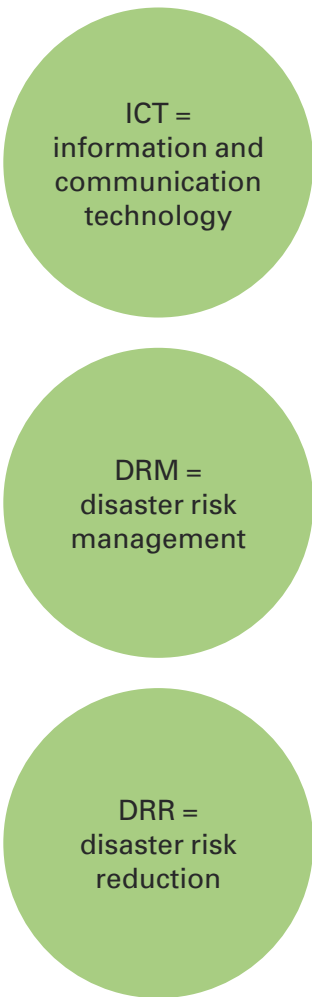 ICT =
information and
communication
technology
DRM =
disaster risk
management
DRR =
disaster risk
reduction